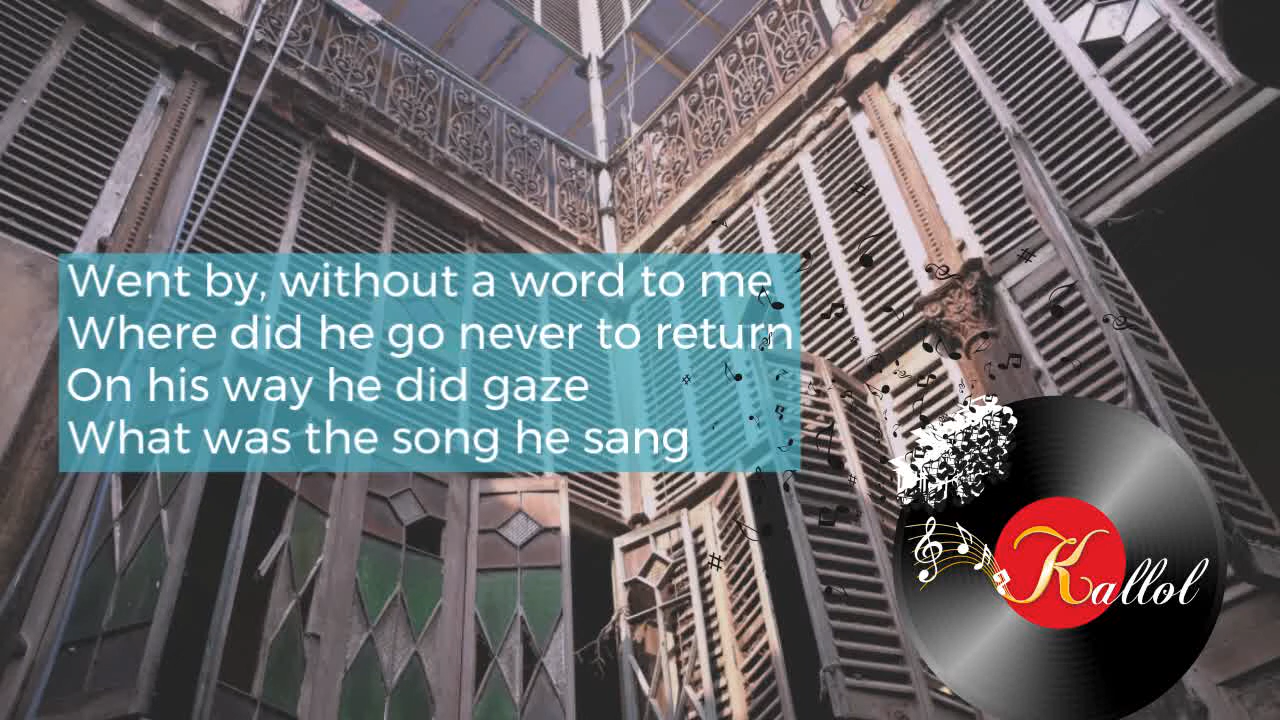 Went by, without a word to me
Where did he go never to return
On his way he did gaze
What was the song he sang
Kallol